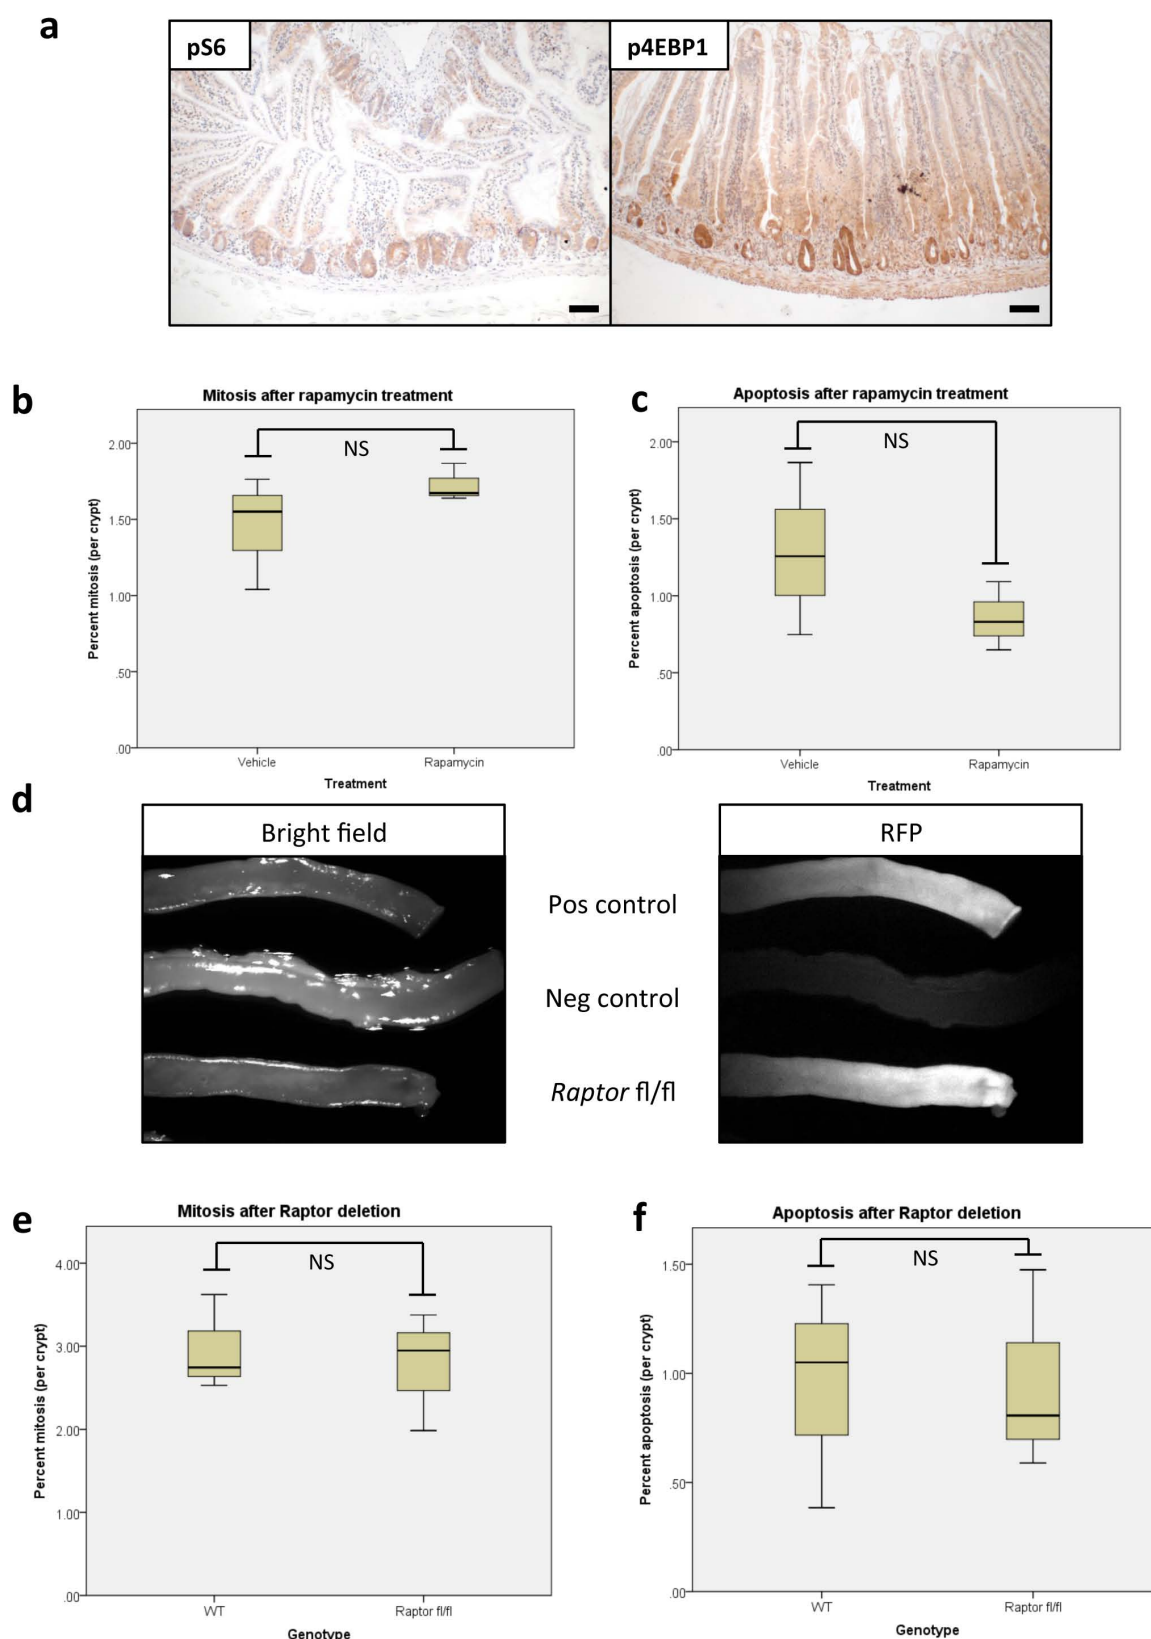 a
pS6
p4EBP1
b
Mitosis after rapamycin treatment
2.00
1.50
1.00
.50
.00
Percent mitosis (per crypt)
NS
Vehicle
Rapamycin
Treatment
c
Apoptosis after rapamycin treatment
2.00
1.50
1.00
.50
.00
Percent apoptosis (per crypt)
NS
Vehicle
Rapamycin
Treatment
d
Bright field
RFP
Pos control
Neg control
Raptor fl/fl
e
Mitosis after Raptor deletion
4.00
3.00
2.00
1.00
.00
Percent mitosis (per crypt)
NS
WT
Raptor fl/fl
Genotype
f
Apoptosis after Raptor deletion
1.50
1.00
.50
.00
Percent apoptosis (per crypt)
NS
WT
Raptor fl/fl
Genotype